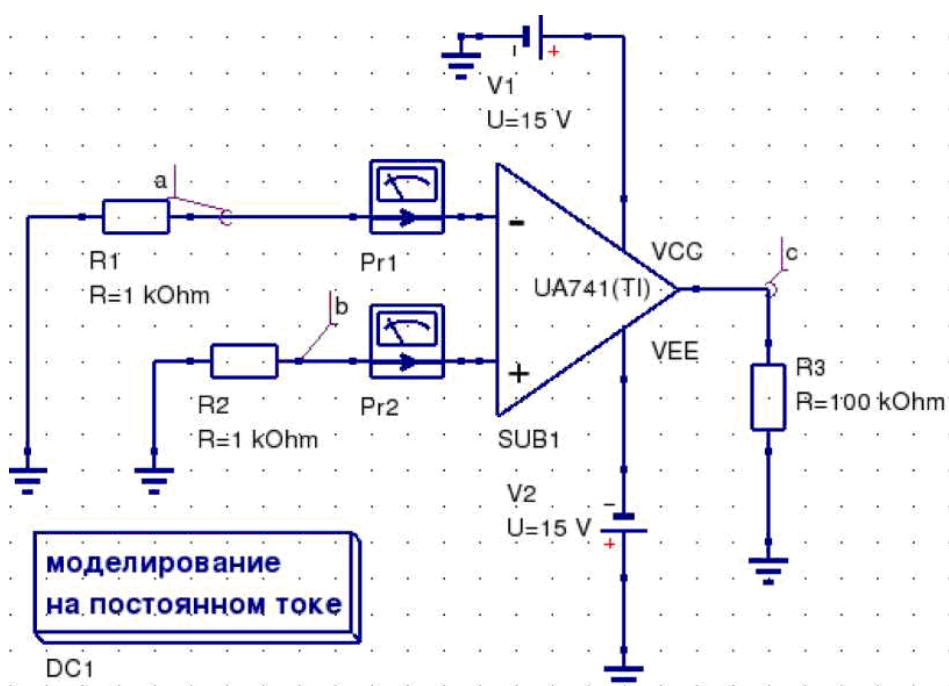 - +
V1
U=15 V
a
-
VCC
c
R1
R=1 kOhm
Pr1
UA741(TI)
b
VEE
+
R2
R=1 kOhm
Pr2
SUB1
R3
R=100 kOhm
V2
U=15 V
-
+
моделирование
на постоянном токе
DC1